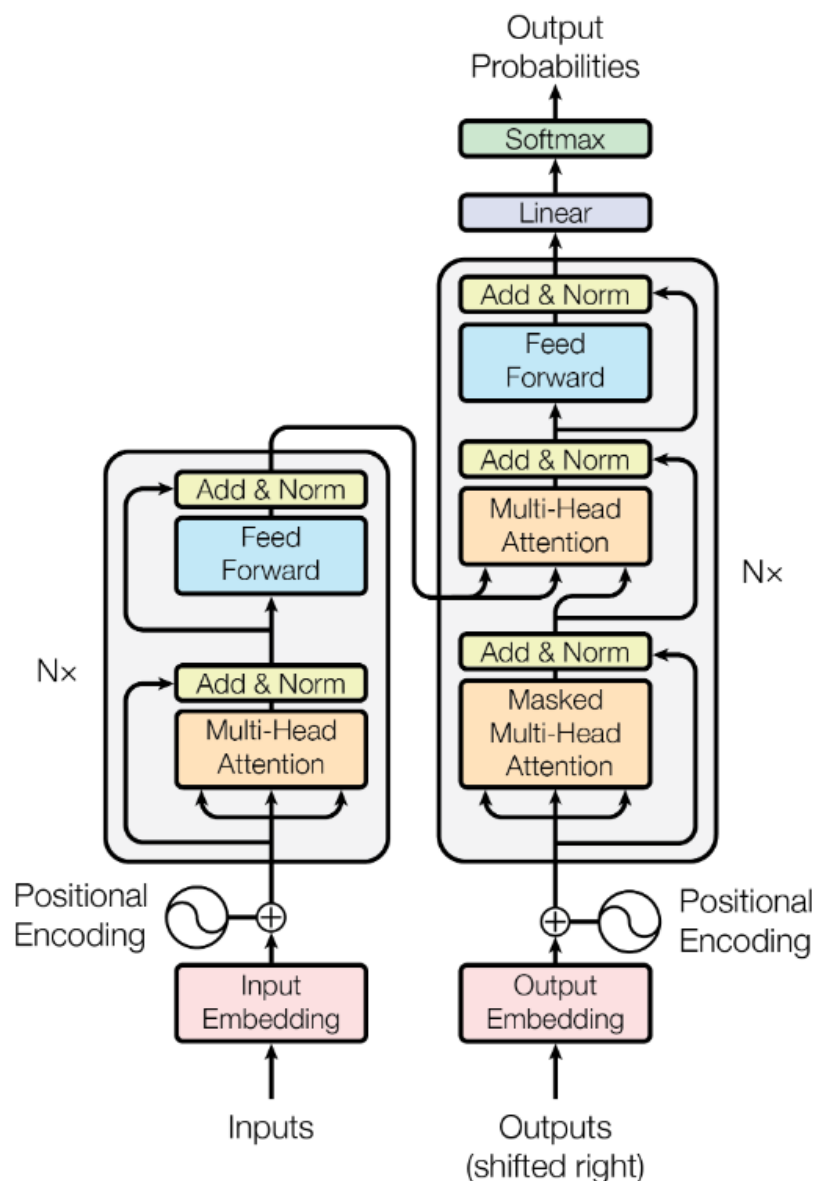 Output
Probabilities
Softmax
Linear
Add & Norm
Feed
Forward
Add & Norm
Multi-Head
Attention
Nx
Add & Norm
Masked
Multi-Head
Attention
Add & Norm
Feed
Forward
Nx
Add & Norm
Multi-Head
Attention
Positional
Encoding
Positional
Encoding
Input
Embedding
Output
Embedding
Inputs
Outputs
(shifted right)